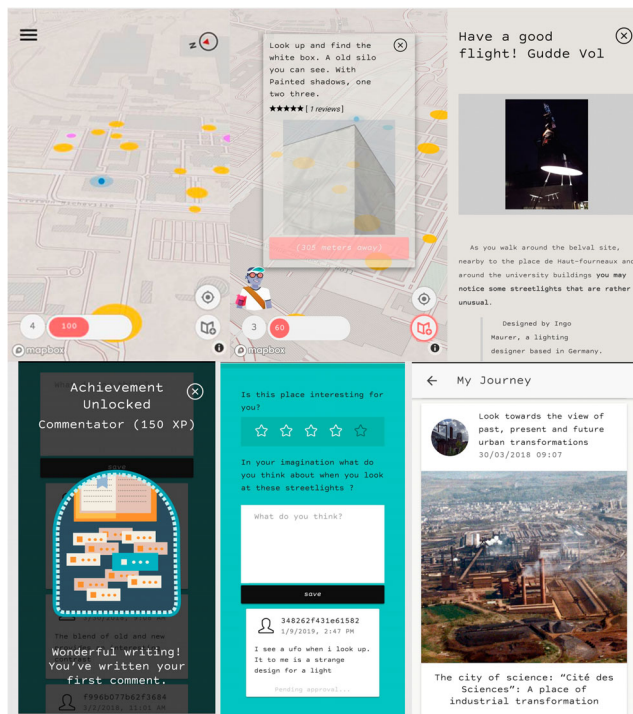 z
4
100
mapbox
Look up and find the
white box. A old silo
you can see. With
Painted shadows, one
two three.
★★★★★ [ 1 reviews]
meters away)
3
60
mapbox
Have a good
flight! Gudde Vol
As you walk around the belval site,
nearby to the place de Haut-fourneaux and
around the university buildings you may
notice some streetlights that are rather
unusual.
Designed by Ingo
Maurer, a lighting
designer based in Germany.
Achievement
Unlocked
Commentator (150 XP)
save
The blend of old and new
Wonderful writing!
You've written your
first comment.
f996b077b62f3684
Is this place interesting for
you?
In your imagination what do
you think about when you look
at these streetlights ?
What do you think?
save
348262f431e61582
1/9/2019, 2:47 PM
I see a ufo when i look up.
It to me is a strange
design for a light
Pending approval...
My Journey
Look towards the view of
past, present and future
urban transformations
30/03/2018 09:07
The city of science: “Cité des
Sciences”: A place of
industrial transformation